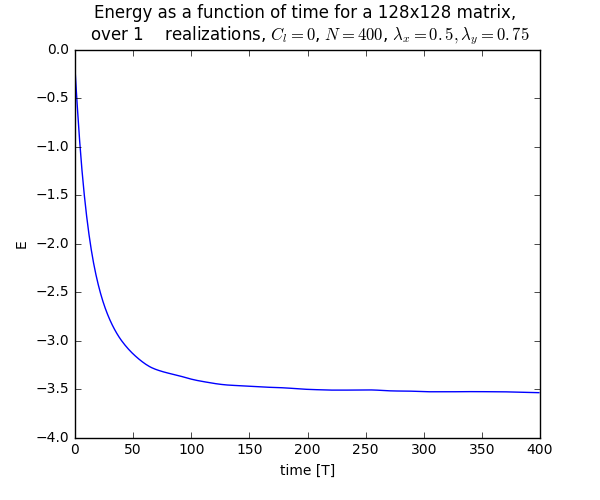 Energy as a function of time for a 128x128 matrix,
over 1    realizations, C_l = 0, N = 400, λ_x = 0.5, λ_y = 0.75
0.0
−0.5
−1.0
−1.5
−2.0
−2.5
−3.0
−3.5
−4.0
E
0 50 100 150 200 250 300 350 400
time [T]